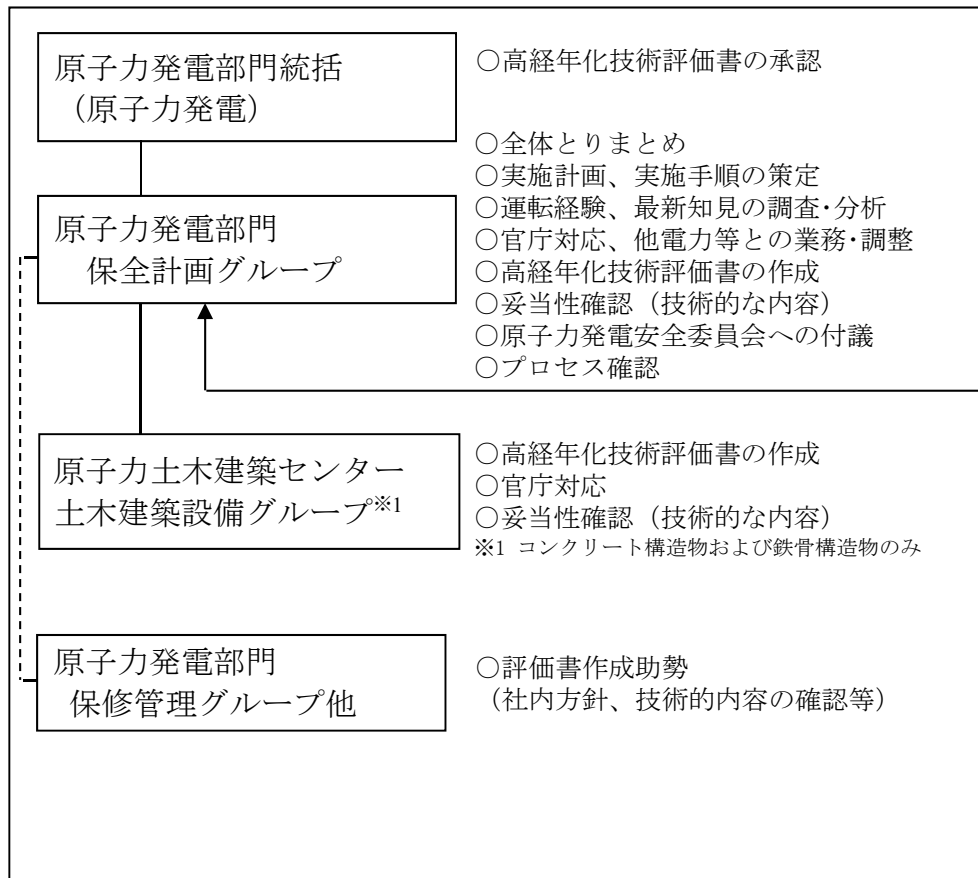 原子力発電部門統括
(原子力発電)
○高経年化技術評価書の承認
原子力発電部門
保全計画グループ
○全体とりまとめ
○実施計画、実施手順の策定
○運転経験、最新知見の調査・分析
○官庁対応、他電力等との業務・調整
○高経年化技術評価書の作成
○妥当性確認（技術的な内容）
○原子力発電安全委員会への付議
○プロセス確認
原子力土木建築センター
土木建築設備グループ※1
○高経年化技術評価書の作成
○官庁対応
○妥当性確認（技術的な内容）
※1 コンクリート構造物および鉄骨構造物のみ
原子力発電部門
保修管理グループ他
○評価書作成助勢
（社内方針、技術的内容の確認等）